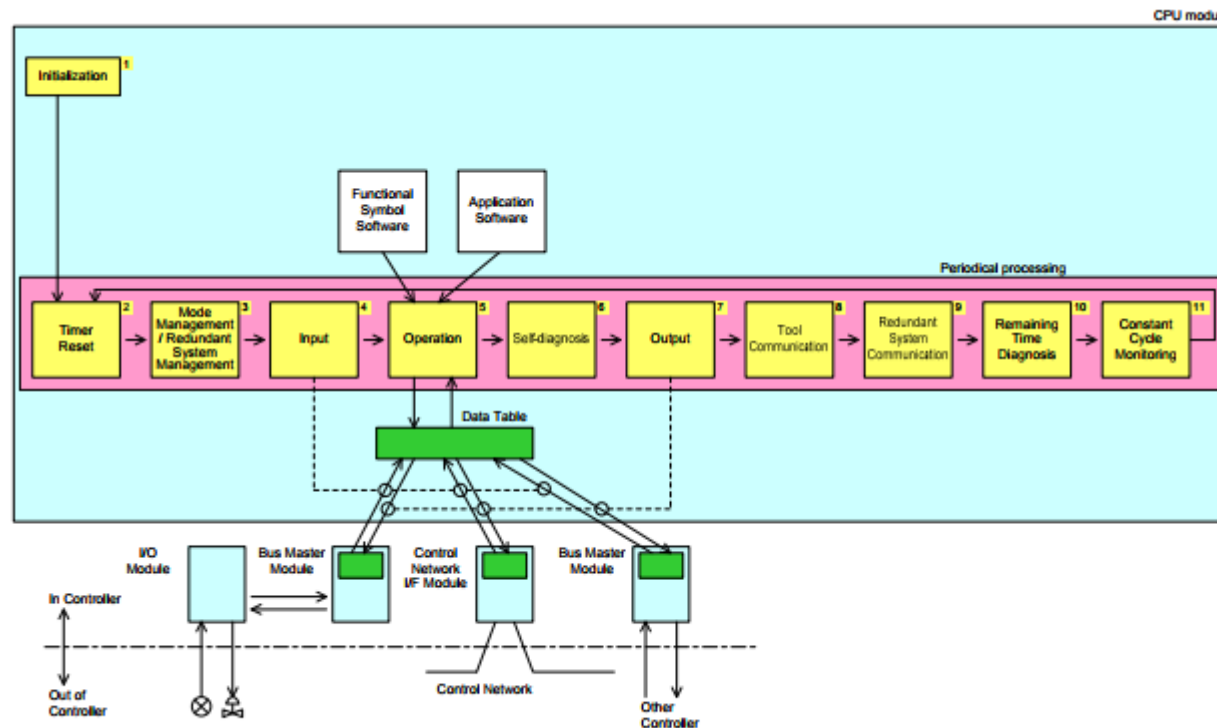 CPU modu
Initialization
1
Functional
Symbol
Software
Application
Software
Periodical processing
Timer
Reset
2
Mode
Management
/ Redundant
System
Management
3
Input
4
Operation
5
Self-diagnosis
6
Output
7
Tool
Communication
8
Redundant
System
Communication
9
Remaining
Time
Diagnosis
10
Constant
Cycle
Monitoring
11
Data Table
I/O
Module
Bus Master
Module
Control
Network
I/F Module
Bus Master
Module
In Controller
Out of
Controller
Control Network
Other
Controller